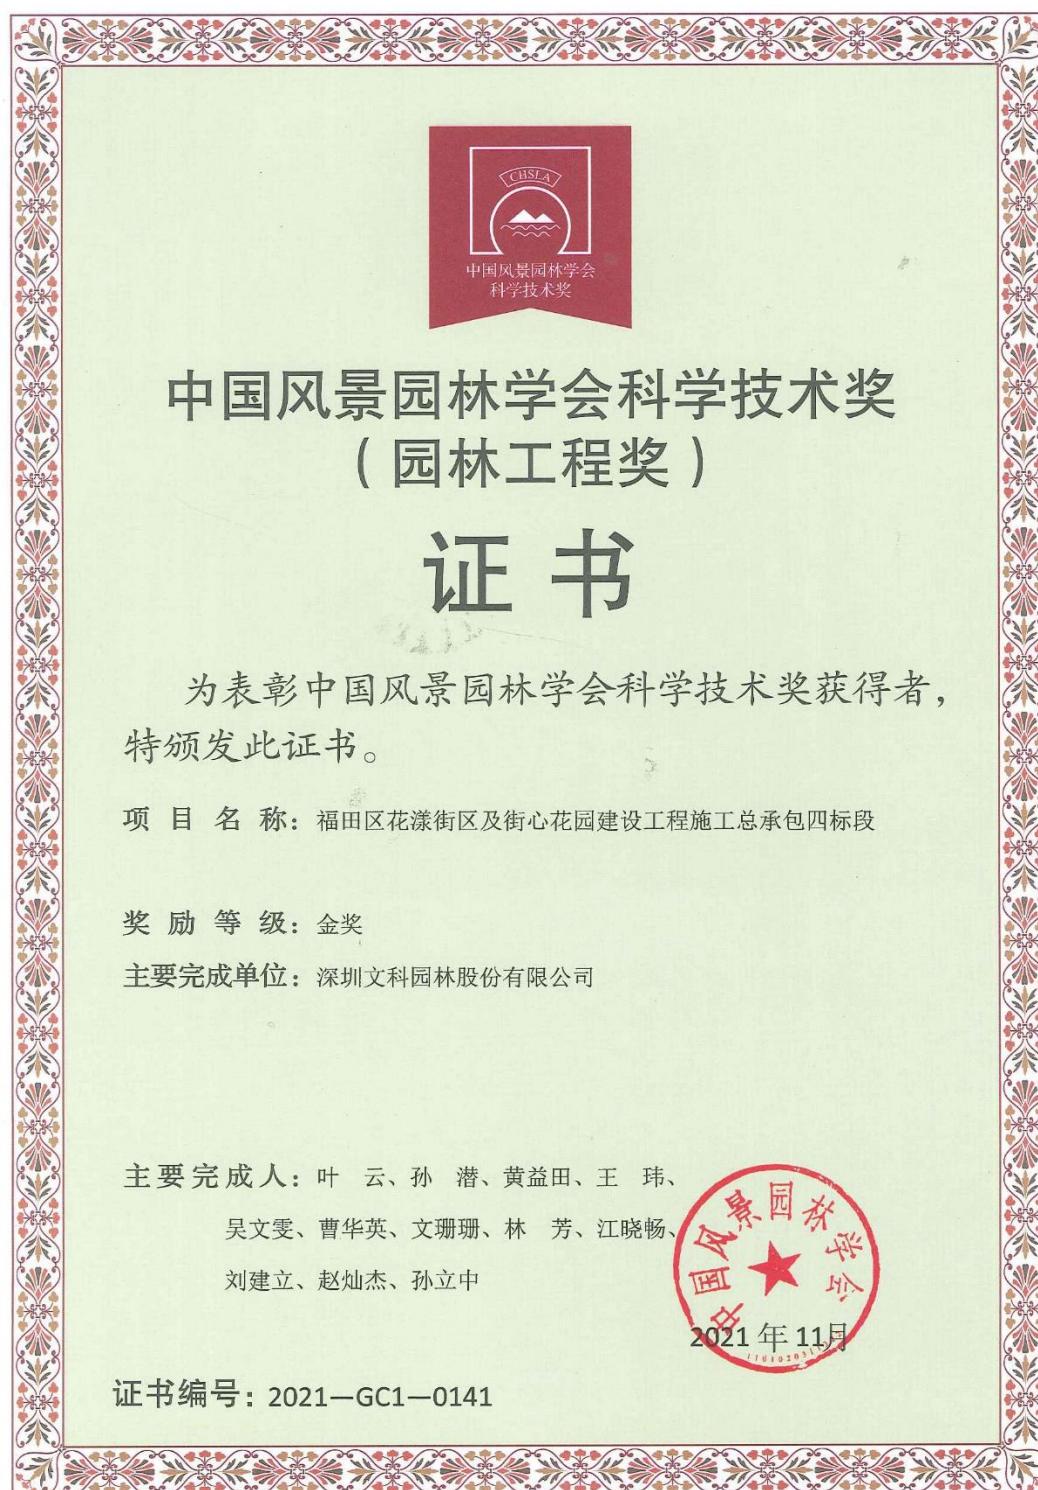 CHSLA
中国风景园林学会
科学技术奖
中国风景园林学会科学技术奖
（园林工程奖）
证书
为表彰中国风景园林学会科学技术奖获得者，
特颁发此证书。
项目名称：福田区花漾街区及街心花园建设工程施工总承包四标段
奖励等级：金奖
主要完成单位：深圳文科园林股份有限公司
主要完成人：叶　云、孙　潜、黄益田、王　玮、
吴文雯、曹华英、文珊珊、林　芳、江晓畅、
刘建立、赵灿杰、孙立中
中国风景园林学会
2021 年 11月
证书编号：2021—GC1—0141